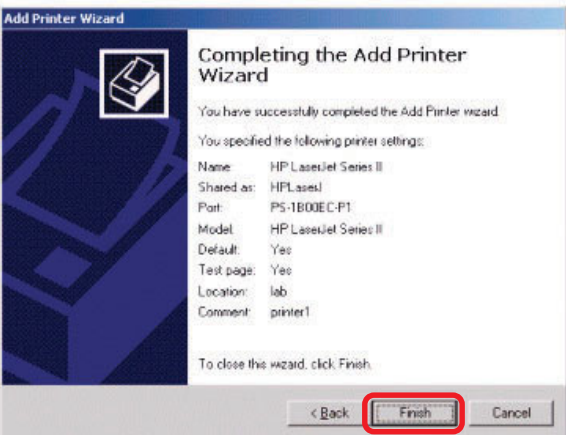 Add Printer Wizard
Completing the Add Printer
Wizard
You have successfully completed the Add Printer wizard.
You specified the following printer settings:
Name: HP LaserJet Series II
Shared as: HPLaserJ
Port: PS-1B00EC-P1
Model: HP LaserJet Series II
Default: Yes
Test page: Yes
Location: lab
Comment: printer1
To close this wizard, click Finish.
< Back Finish Cancel